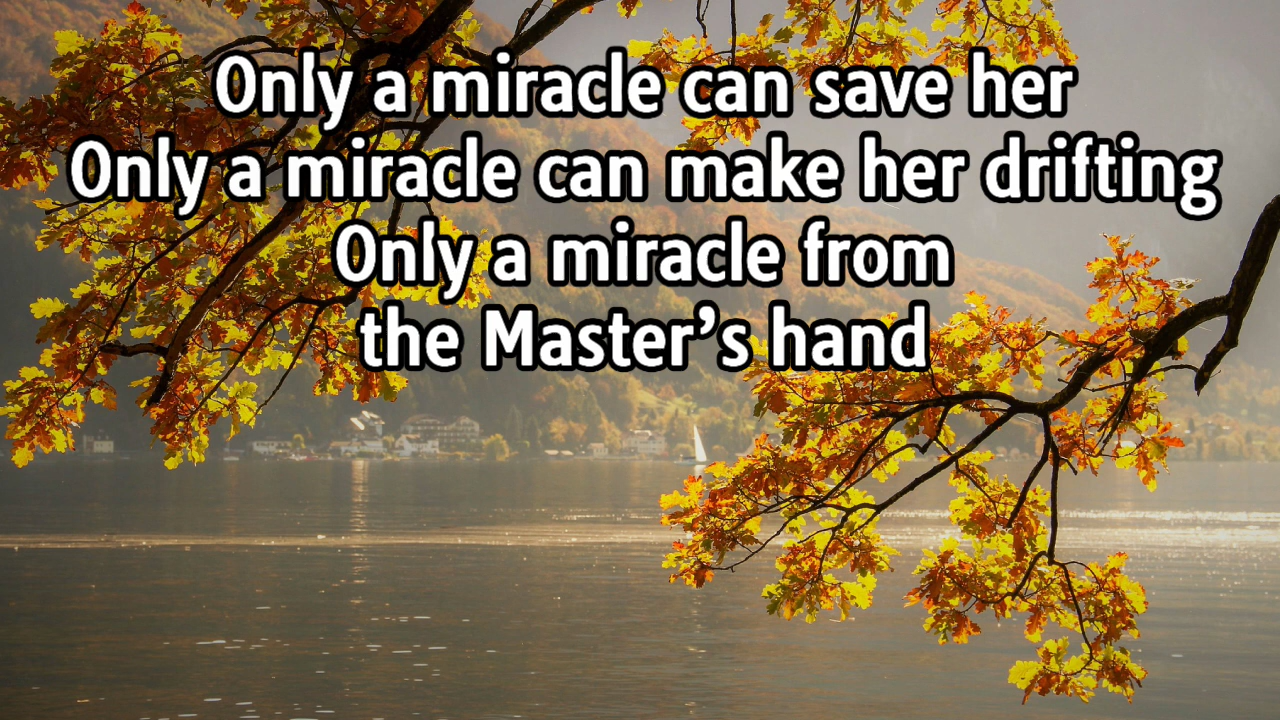 Only a miracle can save her
Only a miracle can make her drifting
Only a miracle from
the Master’s hand